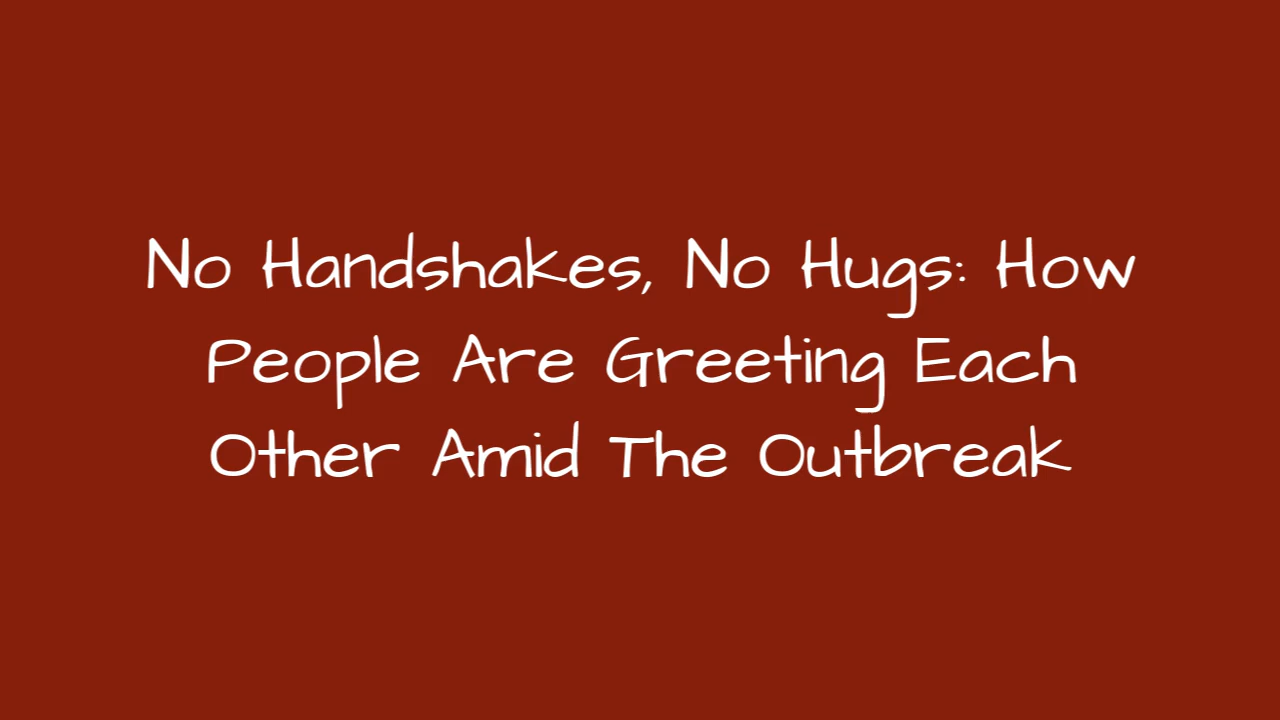 No Handshakes, No Hugs: How
People Are Greeting Each
Other Amid The Outbreak